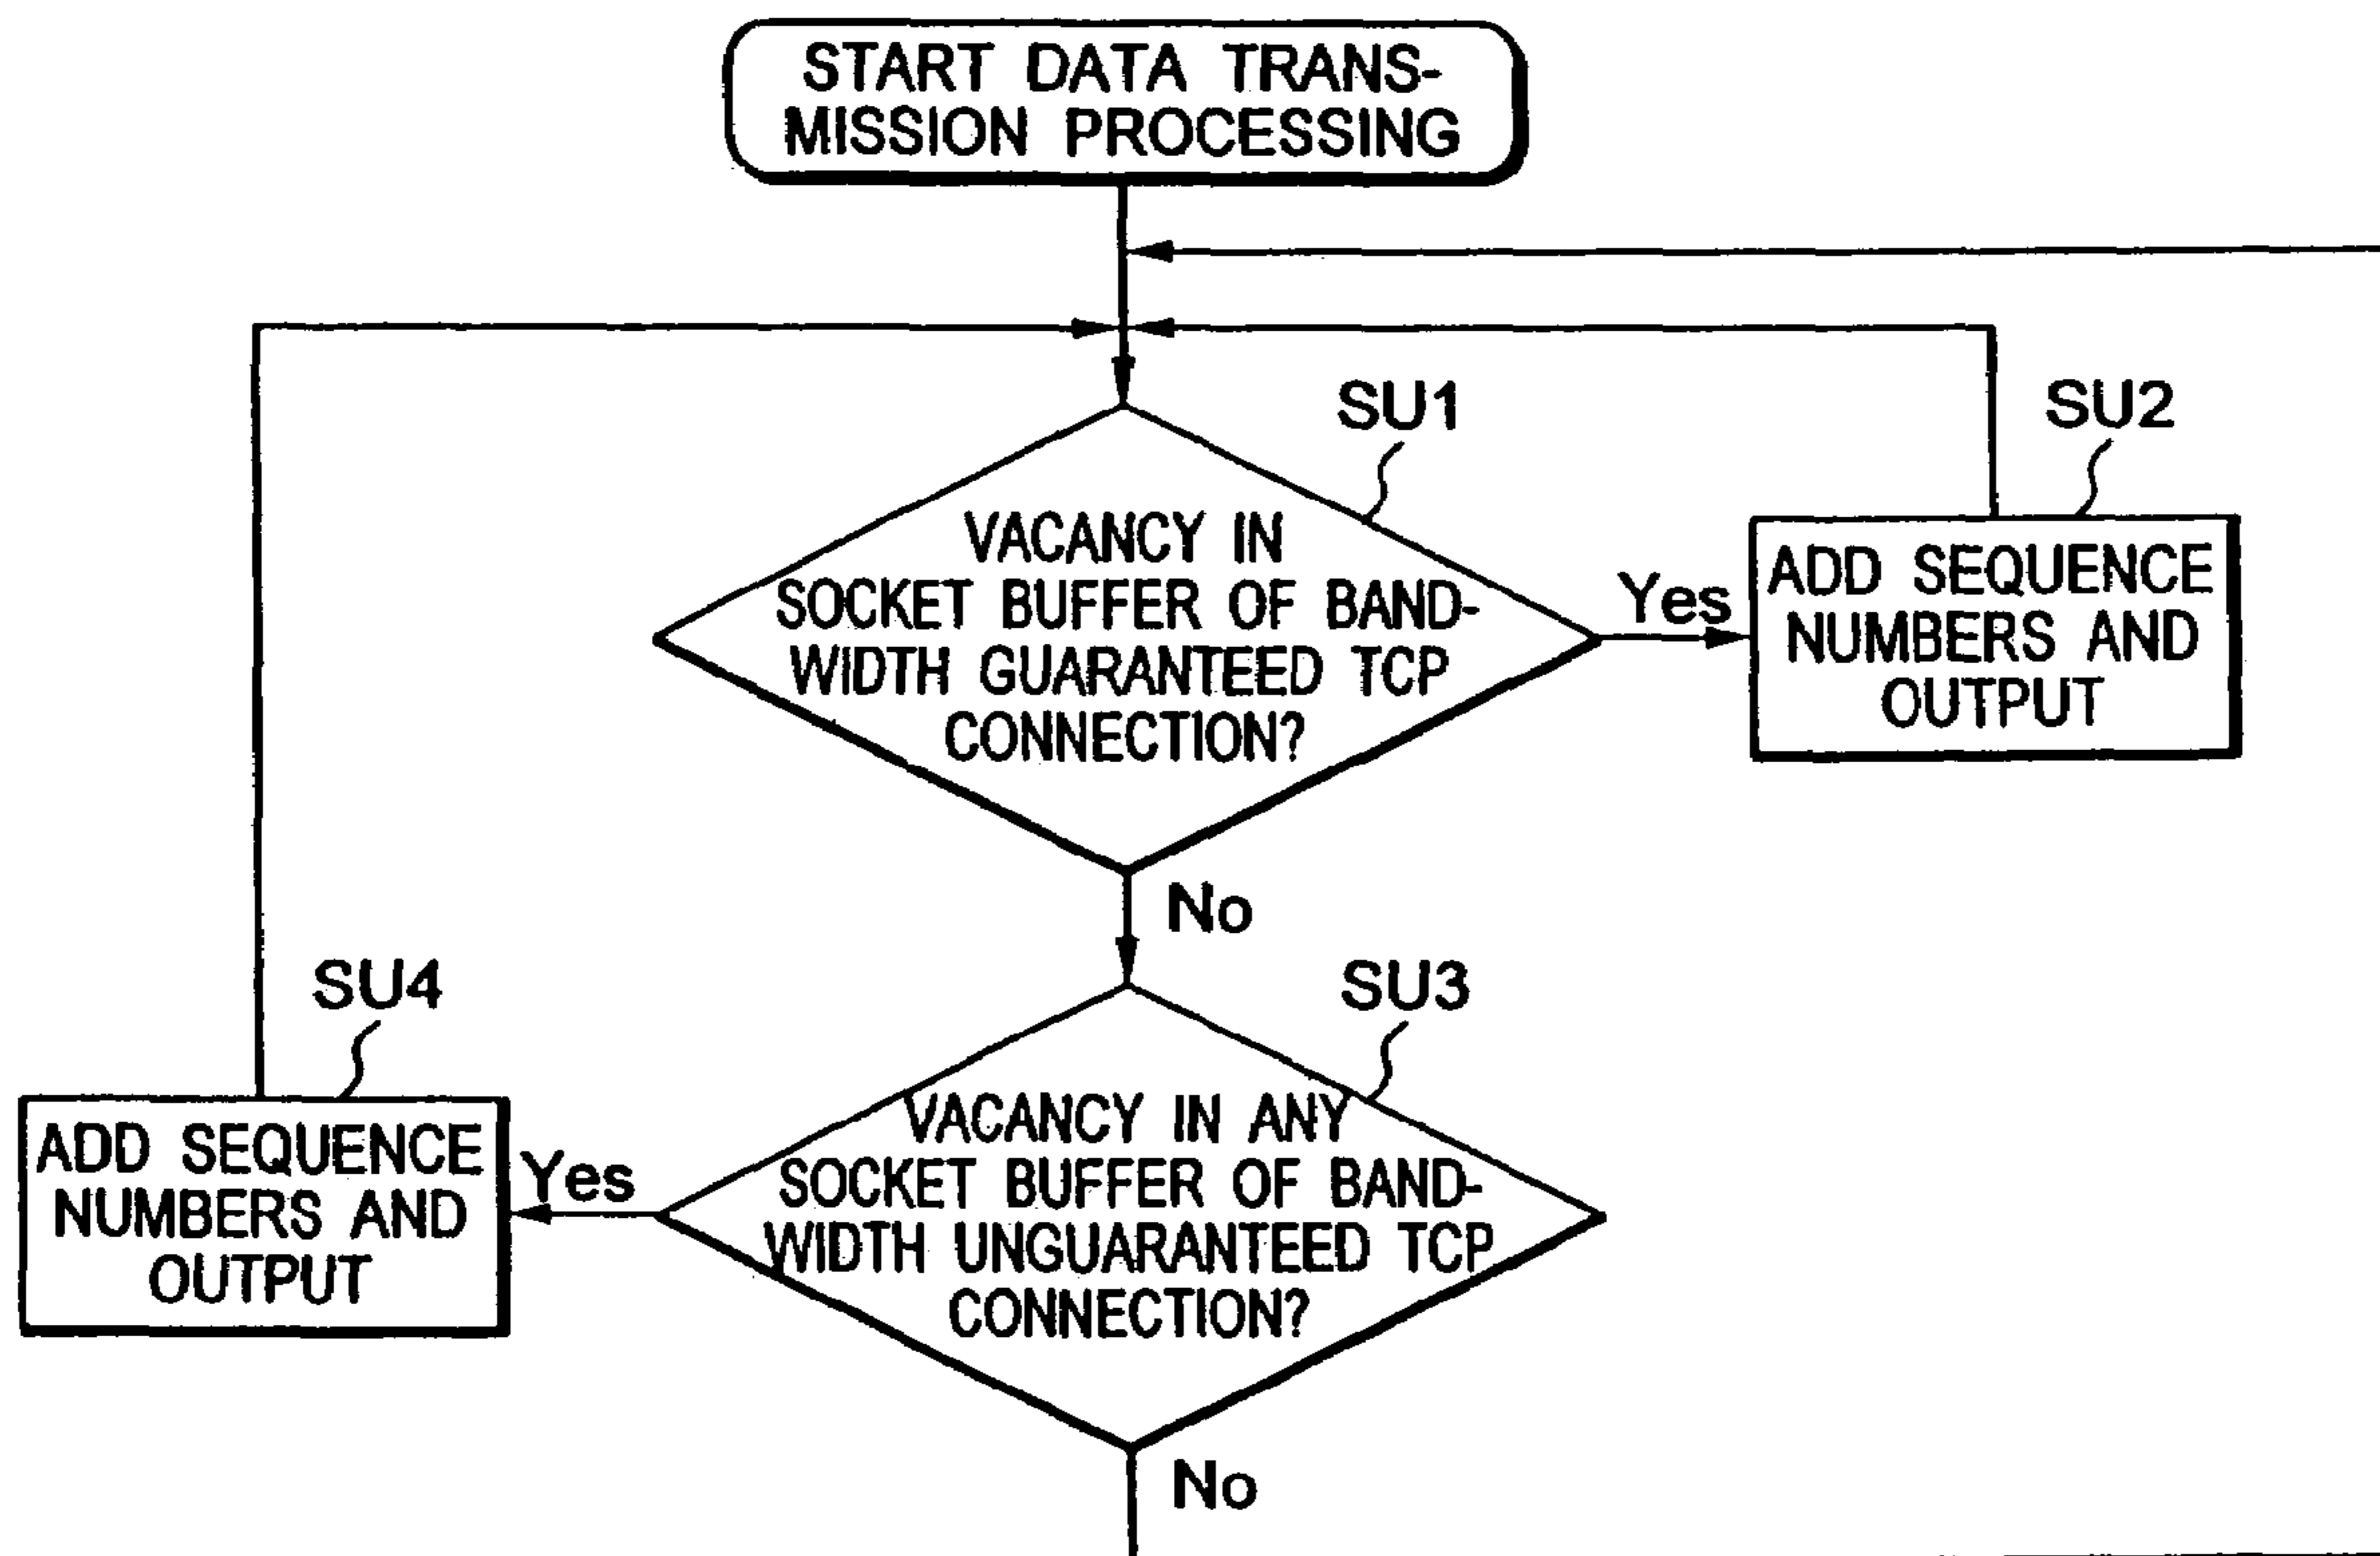 START DATA TRANS-
MISSION PROCESSING
SU1
SU2
VACANCY IN
SOCKET BUFFER OF BAND-
WIDTH GUARANTEED TCP
CONNECTION?
Yes
ADD SEQUENCE
NUMBERS AND
OUTPUT
No
SU4
SU3
ADD SEQUENCE
NUMBERS AND
OUTPUT
Yes
VACANCY IN ANY
SOCKET BUFFER OF BAND-
WIDTH UNGUARANTEED TCP
CONNECTION?
No